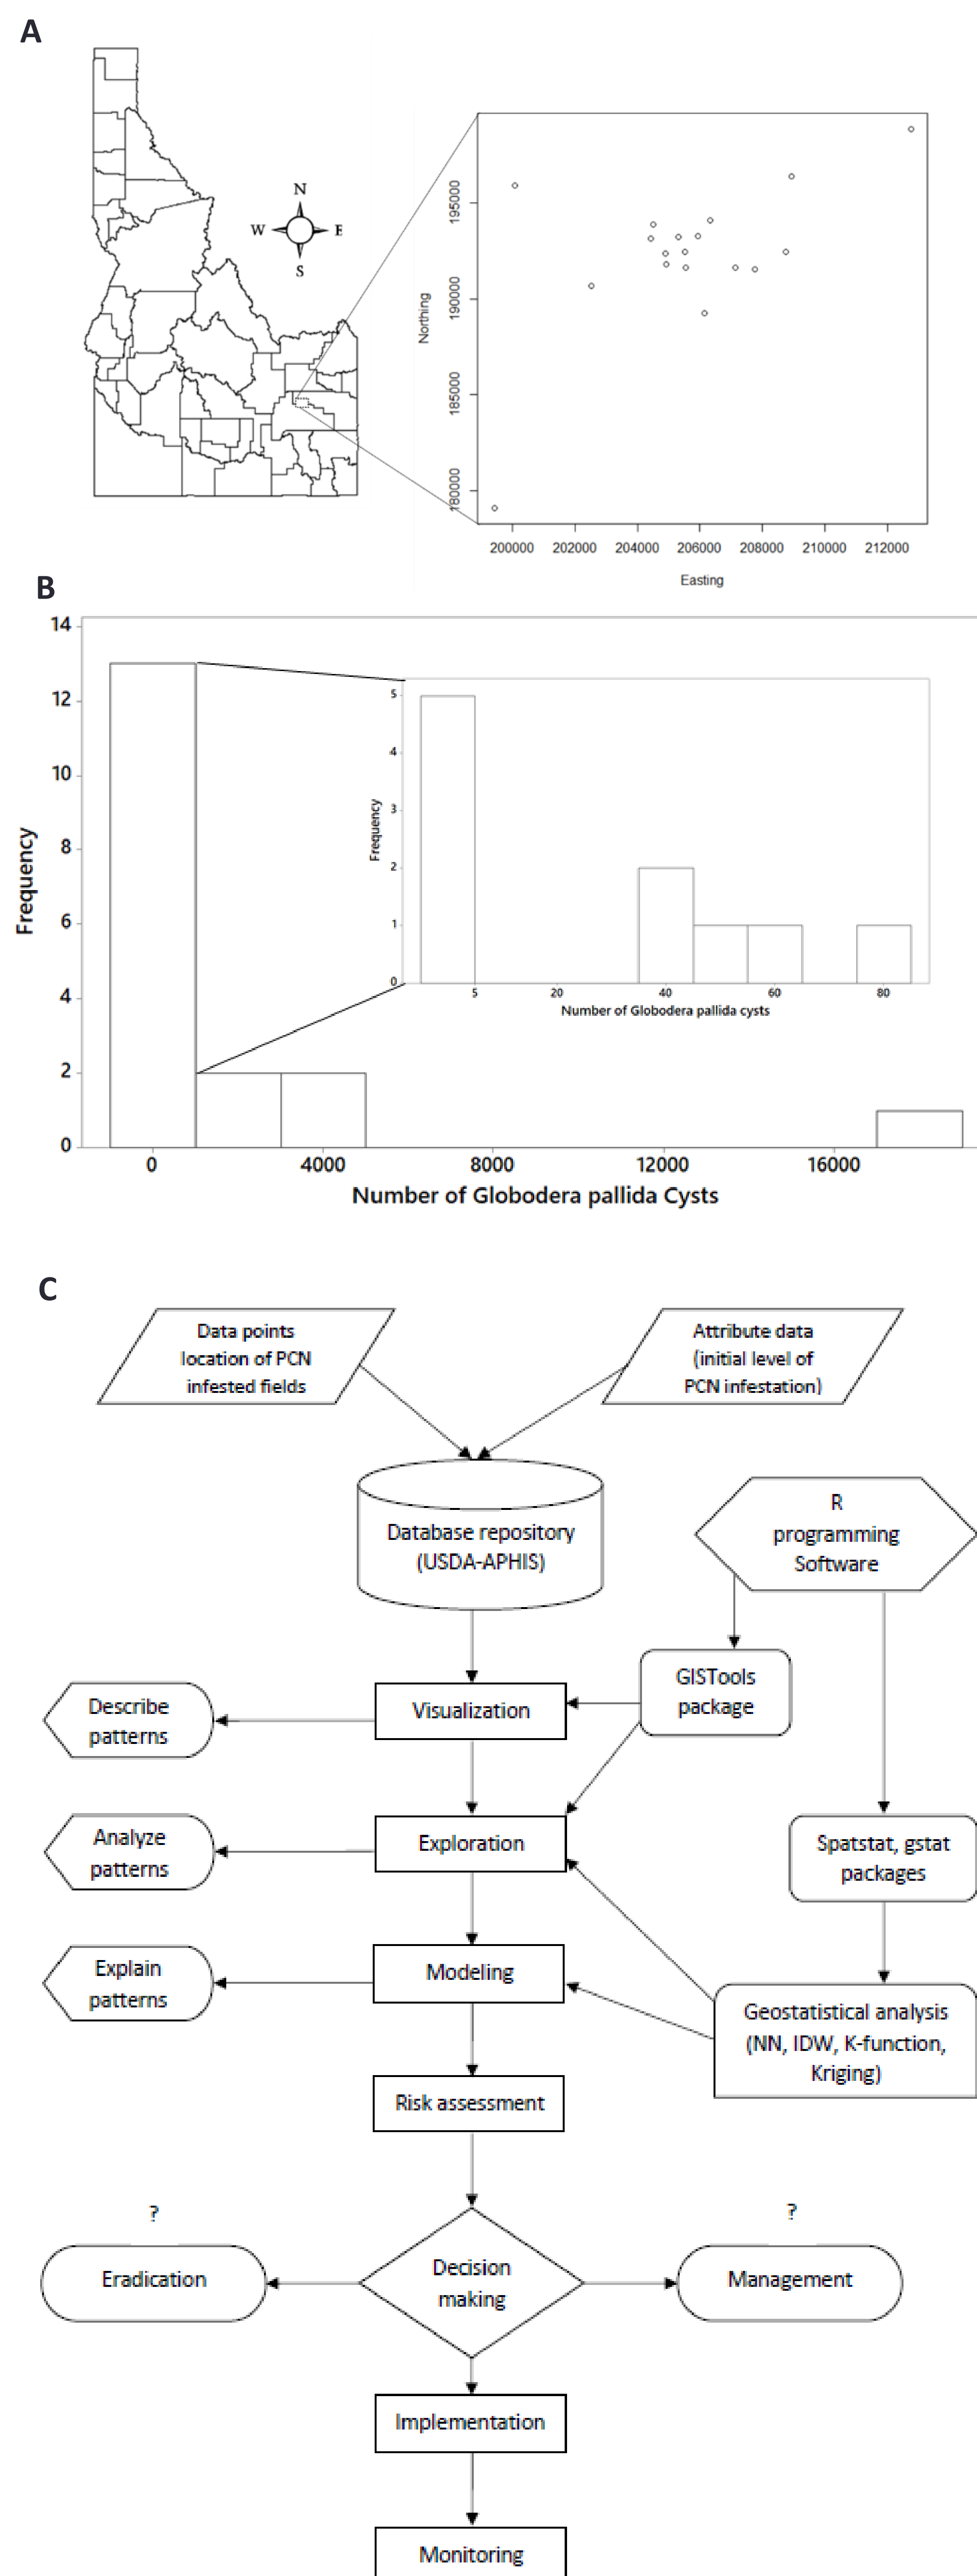 A
N
W
E
S
195000
190000
185000
180000
Northing
200000 202000 204000 206000 208000 210000 212000
Easting
B
14
12
10
8
6
4
2
0
Frequency
5
4
3
2
1
0
Frequency
5 20 40 60 80
Number of Globodera pallida cysts
0 4000 8000 12000 16000
Number of Globodera pallida Cysts
C
Data points
location of PCN
infested fields
Attribute data
(initial level of
PCN infestation)
Database repository
(USDA-APHIS)
R
programming
Software
GISTools
package
Visualization
Describe
patterns
Exploration
Analyze
patterns
Spatstat, gstat
packages
Modeling
Explain
patterns
Geostatistical analysis
(NN, IDW, K-function,
Kriging)
Risk assessment
?
?
Eradication
Decision
making
Management
Implementation
Monitoring